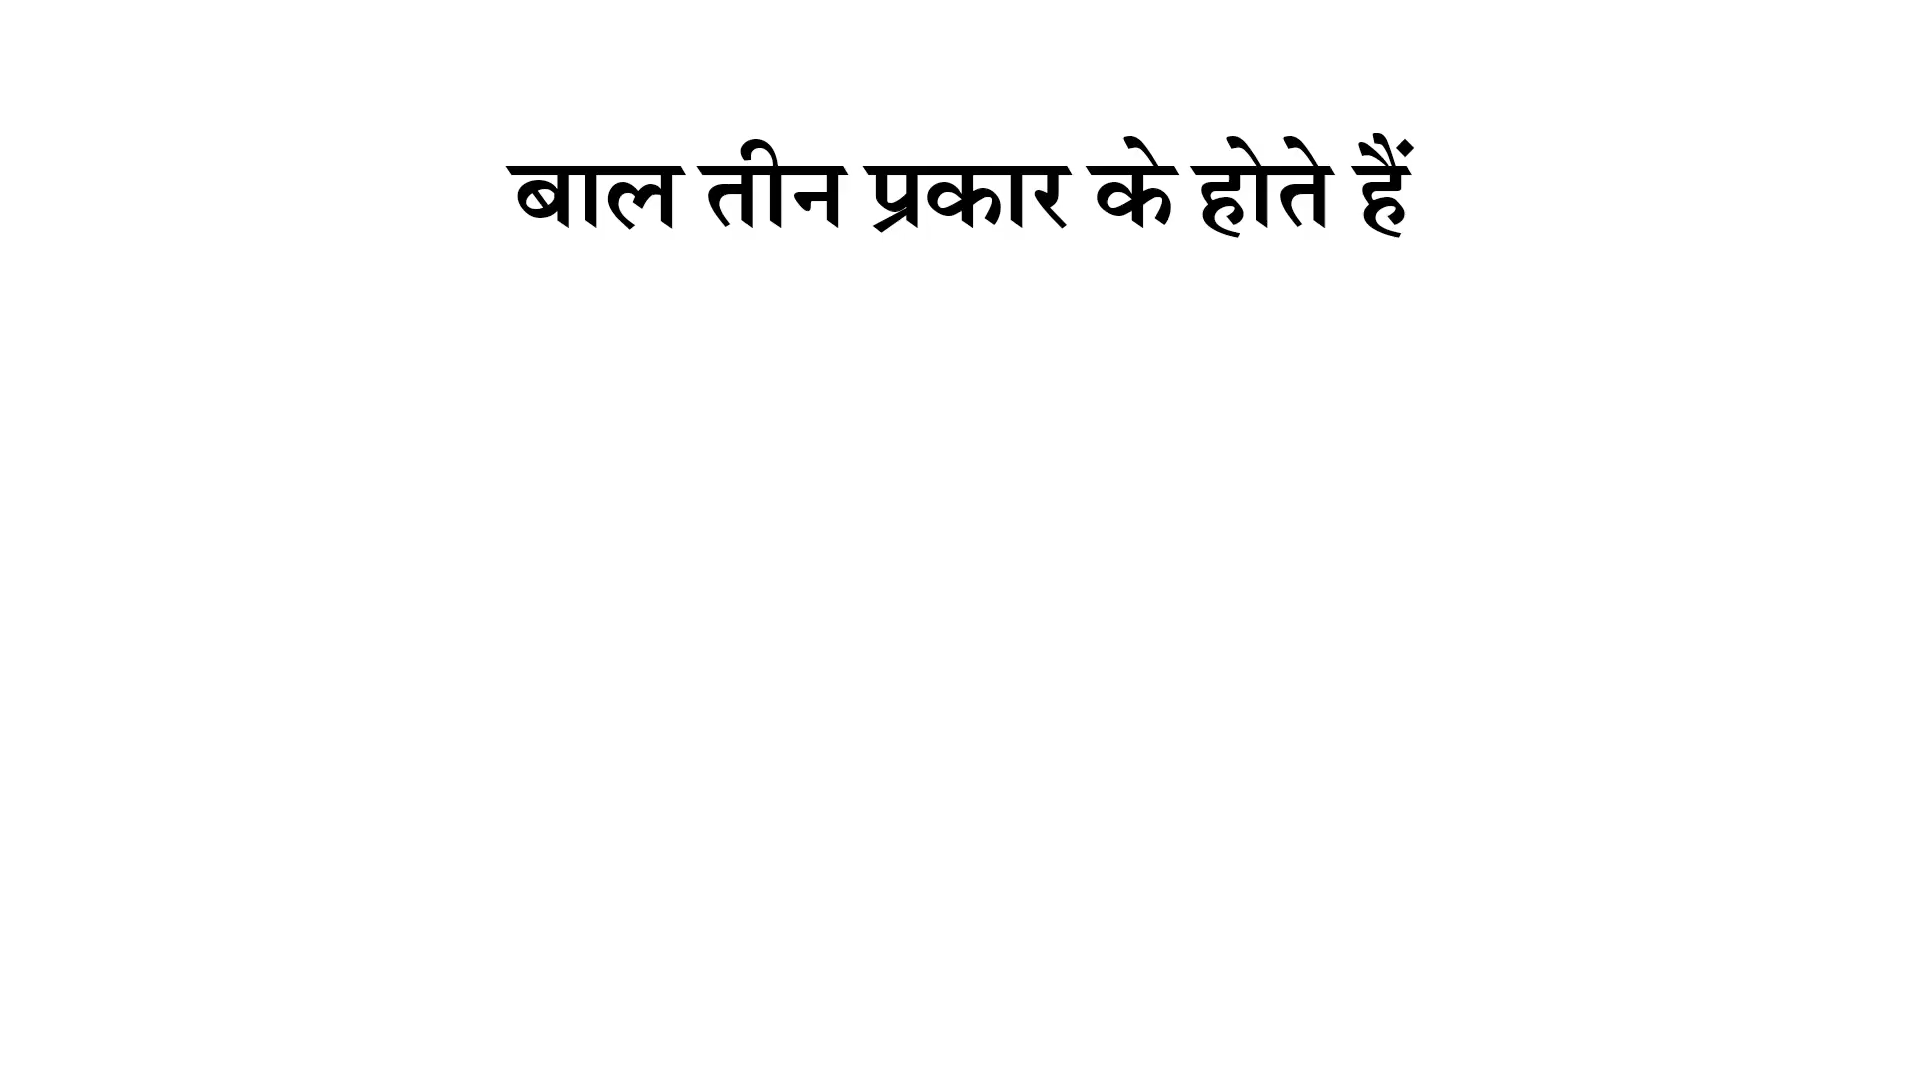 बाल तीन प्रकार के होते हैं